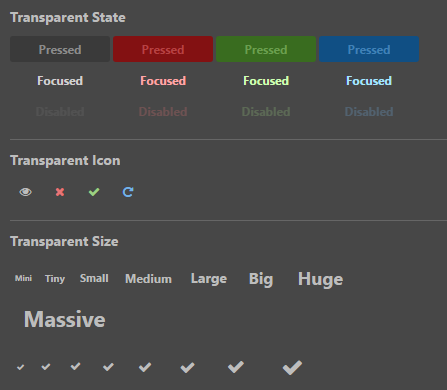 Transparent State
Pressed Pressed Pressed Pressed
Focused Focused Focused Focused
Disabled Disabled Disabled Disabled
Transparent Icon
Transparent Size
Mini Tiny Small Medium Large Big Huge
Massive